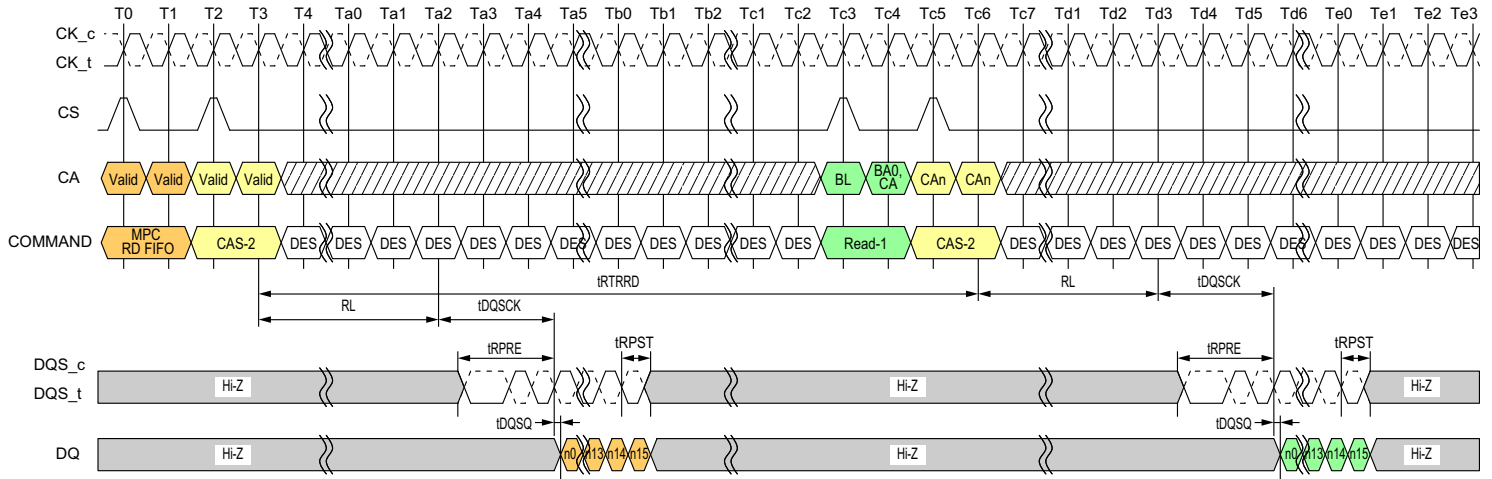 T0 T1 T2 T3 T4 Ta0 Ta1 Ta2 Ta3 Ta4 Ta5 Tb0 Tb1 Tb2 Tc1 Tc2 Tc3 Tc4 Tc5 Tc6 Tc7 Td1 Td2 Td3 Td4 Td5 Td6 Te0 Te1 Te2 Te3
CK_c
CK_t
CS
CA Valid Valid Valid Valid BL BA0, CA CAn CAn
COMMAND MPC RD FIFO CAS-2 DES DES DES DES DES DES DES DES DES DES DES DES Read-1 CAS-2 DES DES DES DES DES DES DES DES DES DES DES
tRTRRD
RL tDQSCK
RL tDQSCK
tRPRE tRPST tRPRE tRPST
DQS_c
DQS_t
Hi-Z Hi-Z Hi-Z
tDQSQ tDQSQ
DQ Hi-Z n0 n13 n14 n15 Hi-Z n0 n13 n14 n15 Hi-Z